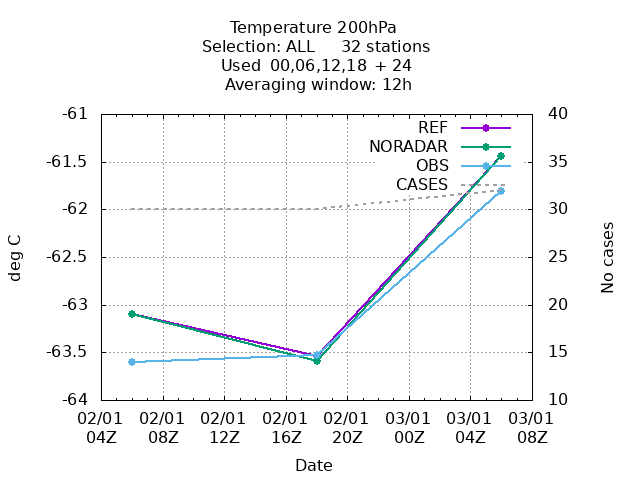 Temperature 200hPa
Selection: ALL 32 stations
Used 00,06,12,18 + 24
Averaging window: 12h
-61 40
REF
NORADAR
-61.5 35
OBS
CASES
-62 30
-62.5 25
deg C
No cases
-63 20
-63.5 15
-64 10
02/01 02/01 02/01 02/01 02/01 03/01 03/01 03/01
04Z 08Z 12Z 16Z 20Z 00Z 04Z 08Z
Date